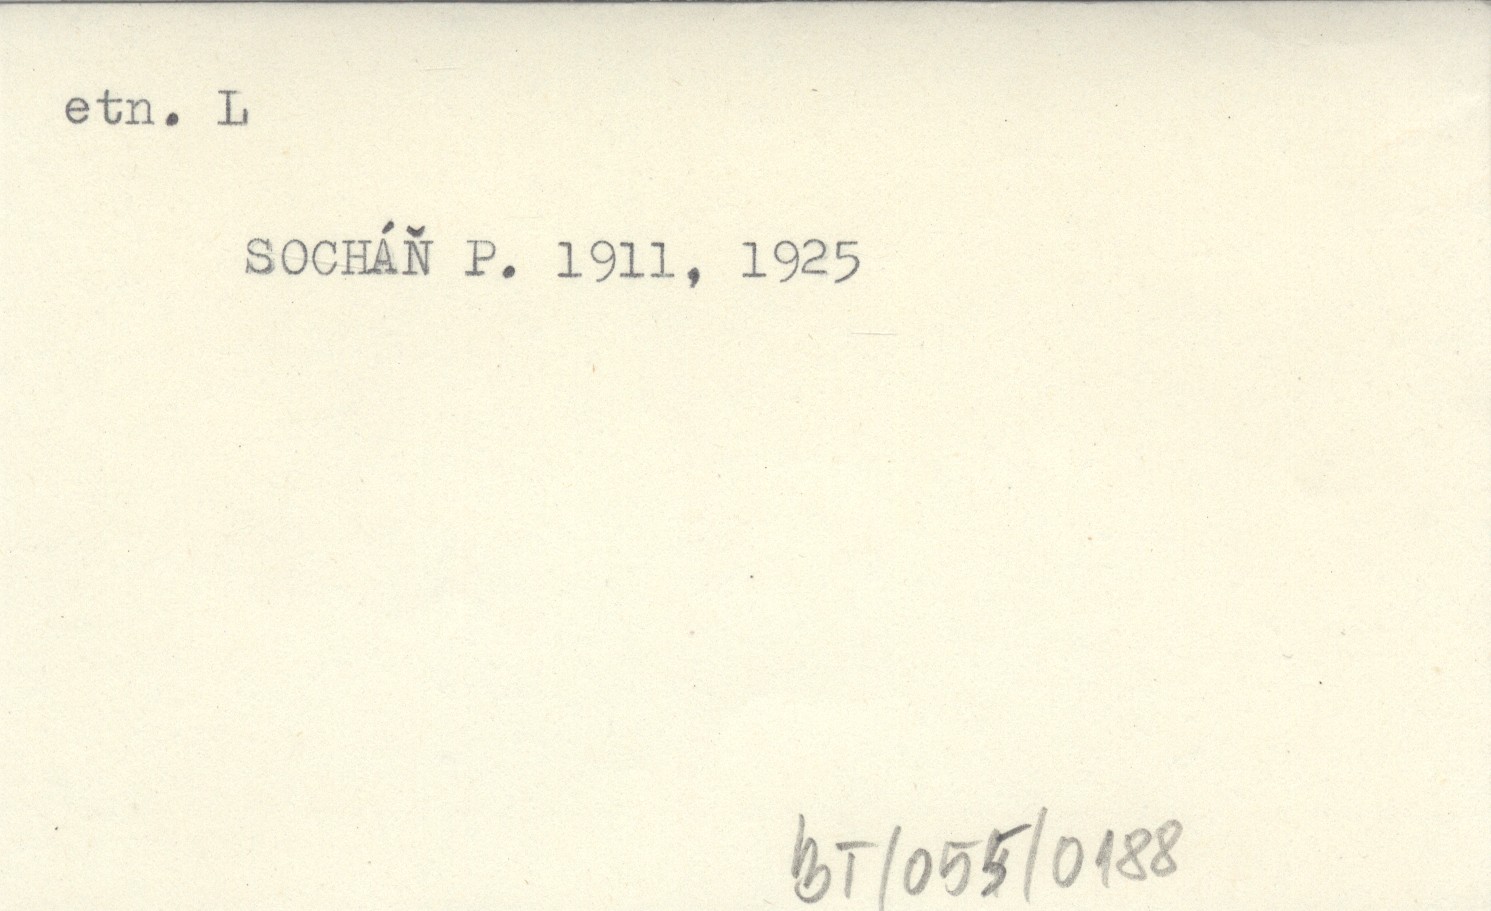 etn. L
SOCHÁŇ P. 1911, 1925
BT/055/0188